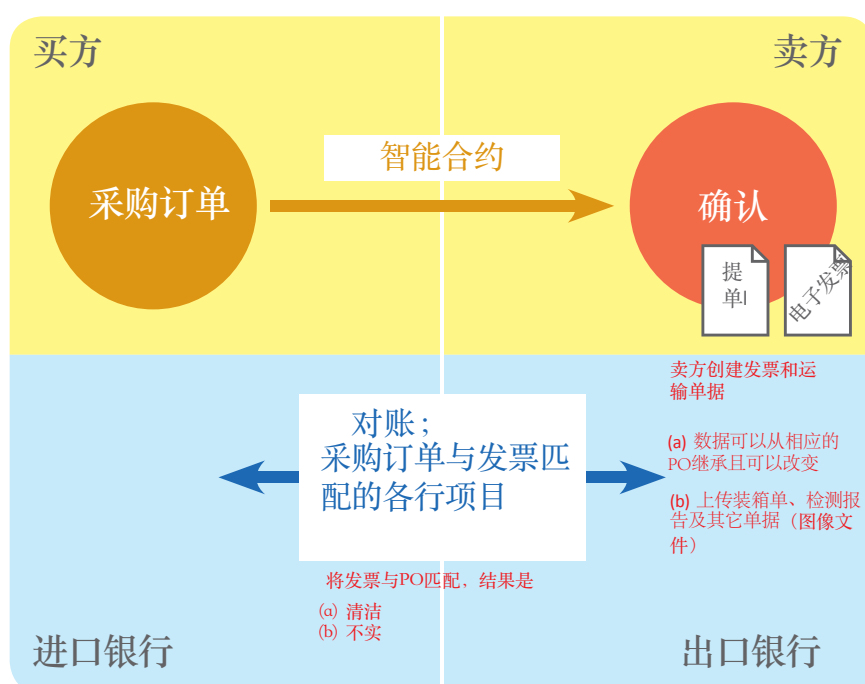 买方
卖方
智能合约
采购订单
确认
提
单
电子发票
卖方创建发票和运
输单据
对账；
采购订单与发票匹
配的各行项目
(a) 数据可以从相应的
PO继承且可以改变
(b) 上传装箱单、检测报
告及其它单据（图像文
件）
将发票与PO匹配，结果是
(a) 清洁
(b) 不实
进口银行
出口银行